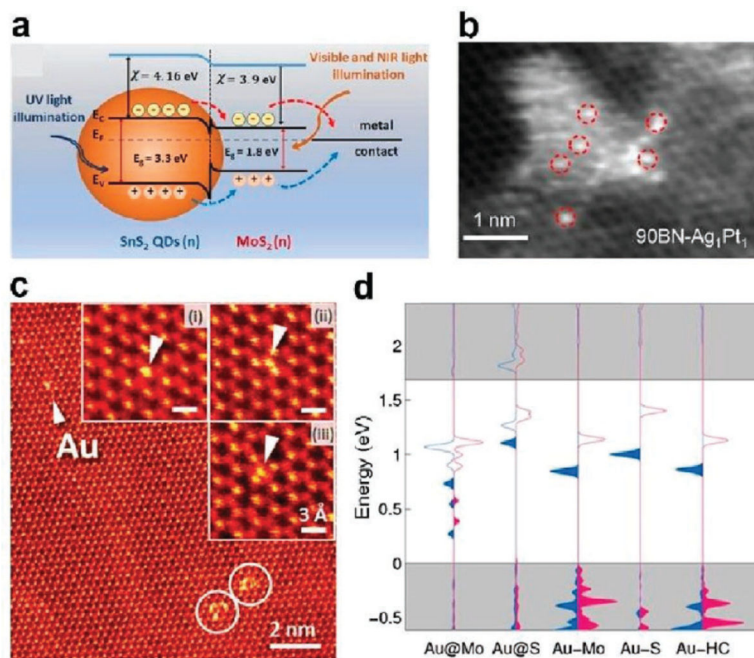 a
χ = 4.16 eV
χ = 3.9 eV
Visible and NIR light
illumination
UV light
illumination
E_C
E_F
E_V
E_g = 3.3 eV
E_g = 1.8 eV
metal
contact
SnS₂ QDs (n)
MoS₂ (n)
b
1 nm
90BN-Ag₁Pt₁
c
(i)
(ii)
(iii)
Au
3 Å
2 nm
d
Energy (eV)
2
1.5
1
0.5
0
−0.5
Au@Mo
Au@S
Au−Mo
Au−S
Au−HC